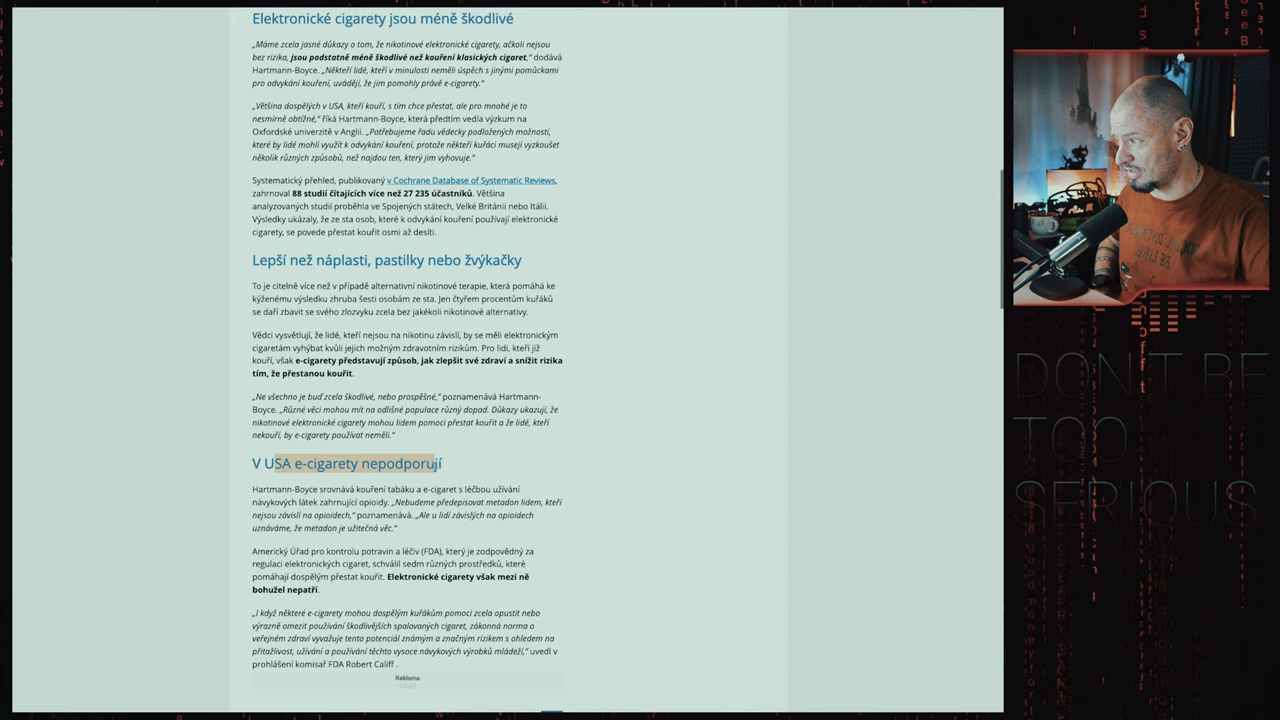 Elektronické cigarety jsou méně škodlivé
„Máme zcela jasné důkazy o tom, že nikotinové elektronické cigarety, ačkoli nejsou
bez rizika, jsou podstatně méně škodlivé než kouření klasických cigaret,“ dodává
Hartmann-Boyce. „Někteří lidé, kteří v minulosti neměli úspěch s jinými pomůckami
pro odvykání kouření, uvádějí, že jim pomohly právě e-cigarety.“
„Většina dospělých v USA, kteří kouří, s tím chce přestat, ale pro mnohé je to
nesmírně obtížné,“ říká Hartmann-Boyce, která předtím vedla výzkum na
Oxfordské univerzitě v Anglii. „Potřebujeme řadu vědecky podložených možností,
které by lidé mohli využít k odvykání kouření, protože někteří kuřáci musejí vyzkoušet
několik různých způsobů, než najdou ten, který jim vyhovuje.“
Systematický přehled, publikovaný v Cochrane Database of Systematic Reviews,
zahrnoval 88 studií čítajících více než 27 235 účastníků. Většina
analyzovaných studií proběhla ve Spojených státech, Velké Británii nebo Itálii.
Výsledky ukázaly, že ze sta osob, které k odvykání kouření používají elektronické
cigarety, se povede přestat kouřit osmi až desíti.
Lepší než náplasti, pastilky nebo žvýkačky
To je citelně více než v případě alternativní nikotinové terapie, která pomáhá ke
kýženému výsledku zhruba šesti osobám ze sta. Jen čtyřem procentům kuřáků
se daří zbavit se svého zlozvyku zcela bez jakékoli nikotinové alternativy.
Vědci vysvětlují, že lidé, kteří nejsou na nikotinu závislí, by se měli elektronickým
cigaretám vyhýbat kvůli jejich možným zdravotním rizikům. Pro lidi, kteří již
kouří, však e-cigarety představují způsob, jak zlepšit své zdraví a snížit rizika
tím, že přestanou kouřit.
„Ne všechno je buď zcela škodlivé, nebo prospěšné,“ poznamenává Hartmann-
Boyce. „Různé věci mohou mít na odlišné populace různý dopad. Důkazy ukazují, že
nikotinové elektronické cigarety mohou lidem pomoci přestat kouřit a že lidé, kteří
nekouří, by e-cigarety používat neměli.“
V USA e-cigarety nepodporují
Hartmann-Boyce srovnává kouření tabáku a e-cigaret s léčbou užívání
návykových látek zahrnující opioidy. „Nebudeme předepisovat metadon lidem, kteří
nejsou závislí na opioidech,“ poznamenává. „Ale u lidí závislých na opioidech
uznáváme, že metadon je užitečná věc.“
Americký Úřad pro kontrolu potravin a léčiv (FDA), který je zodpovědný za
regulaci elektronických cigaret, schválil sedm různých prostředků, které
pomáhají dospělým přestat kouřit. Elektronické cigarety však mezi ně
bohužel nepatří.
„I když některé e-cigarety mohou dospělým kuřákům pomoci zcela opustit nebo
výrazně omezit používání škodlivějších spalovaných cigaret, zákonná norma o
veřejném zdraví vyvažuje tento potenciál známým a značným rizikem s ohledem na
přitažlivost, užívání a používání těchto vysoce návykových výrobků mládeží,“ uvedl v
prohlášení komisař FDA Robert Califf .
Reklama
DON'T BE
TOO
SERIOUS